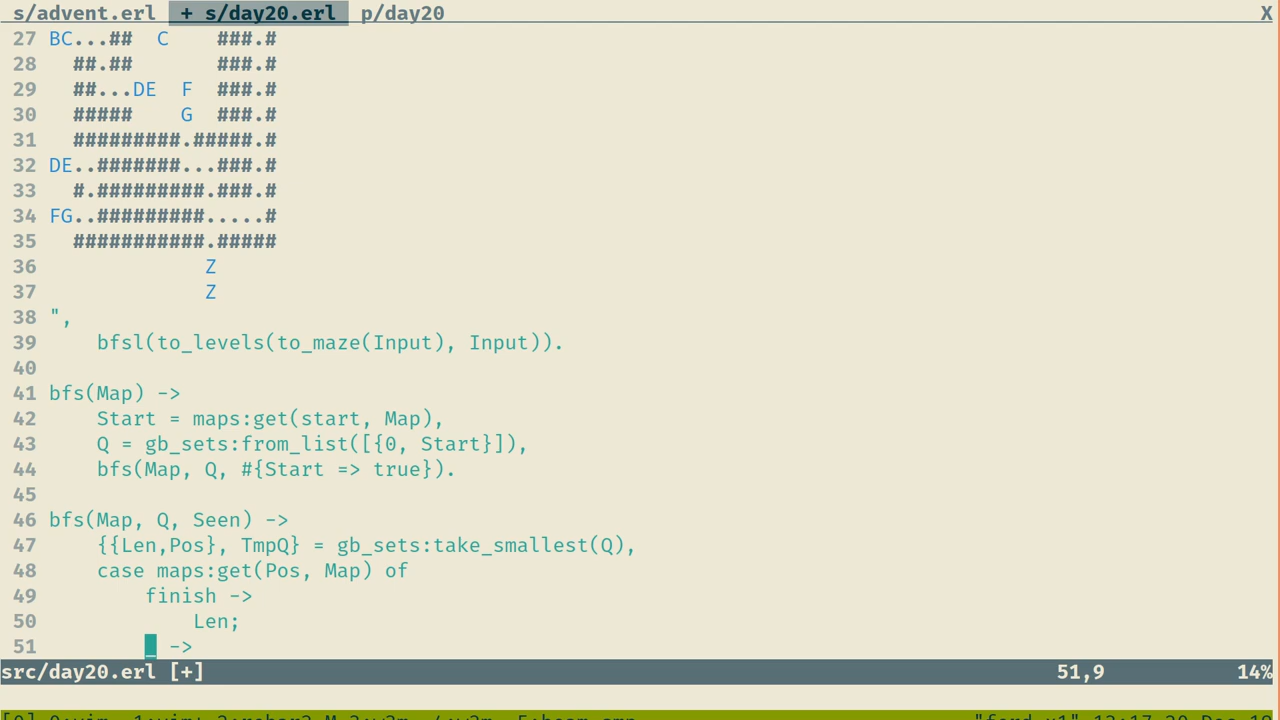 s/advent.erl  + s/day20.erl  p/day20 X
27 BC...##  C    ###.#
28   ##.##       ###.#
29   ##...DE  F  ###.#
30   #####    G  ###.#
31   #########.#####.#
32 DE..#######...###.#
33   #.#########.###.#
34 FG..#########.....#
35   ###########.#####
36              Z
37              Z
38 ",
39     bfsl(to_levels(to_maze(Input), Input)).
40
41 bfs(Map) ->
42     Start = maps:get(start, Map),
43     Q = gb_sets:from_list([{0, Start}]),
44     bfs(Map, Q, #{Start => true}).
45
46 bfs(Map, Q, Seen) ->
47     {{Len,Pos}, TmpQ} = gb_sets:take_smallest(Q),
48     case maps:get(Pos, Map) of
49         finish ->
50             Len;
51         _ ->
src/day20.erl [+] 51,9 14%